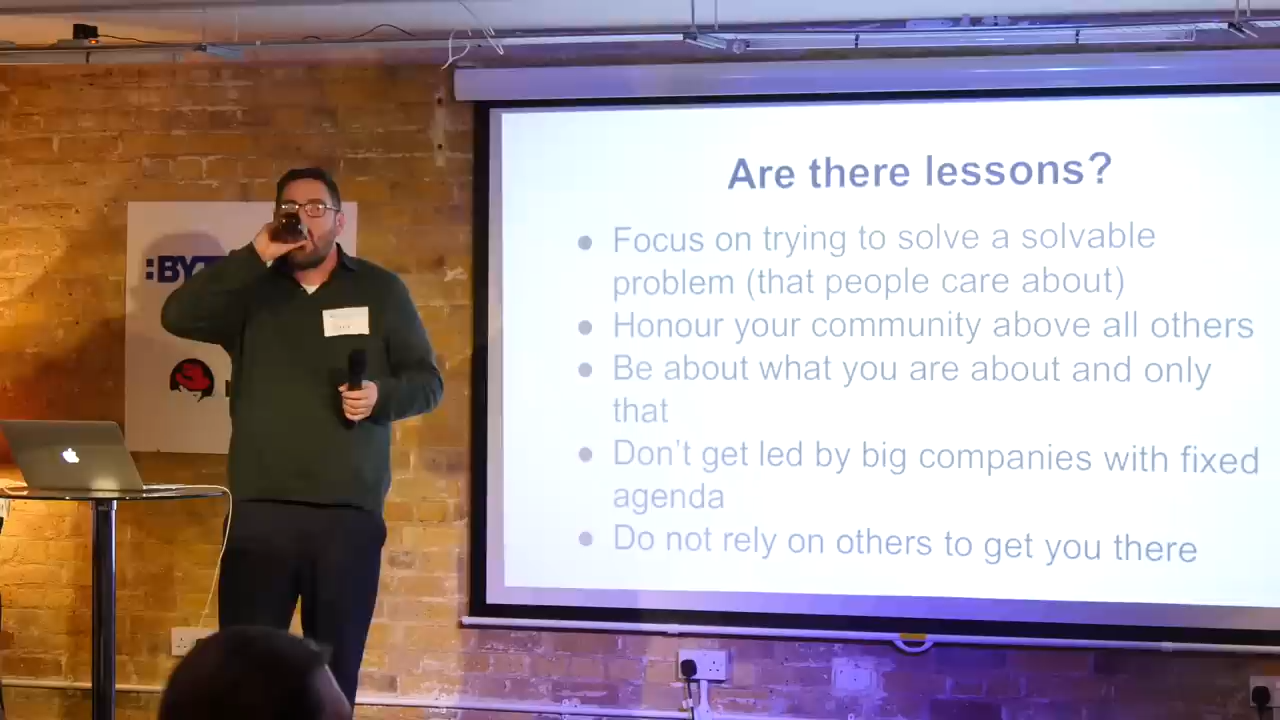 Are there lessons?
Focus on trying to solve a solvable
problem (that people care about)
Honour your community above all others
Be about what you are about and only
that
Don't get led by big companies with fixed
agenda
Do not rely on others to get you there